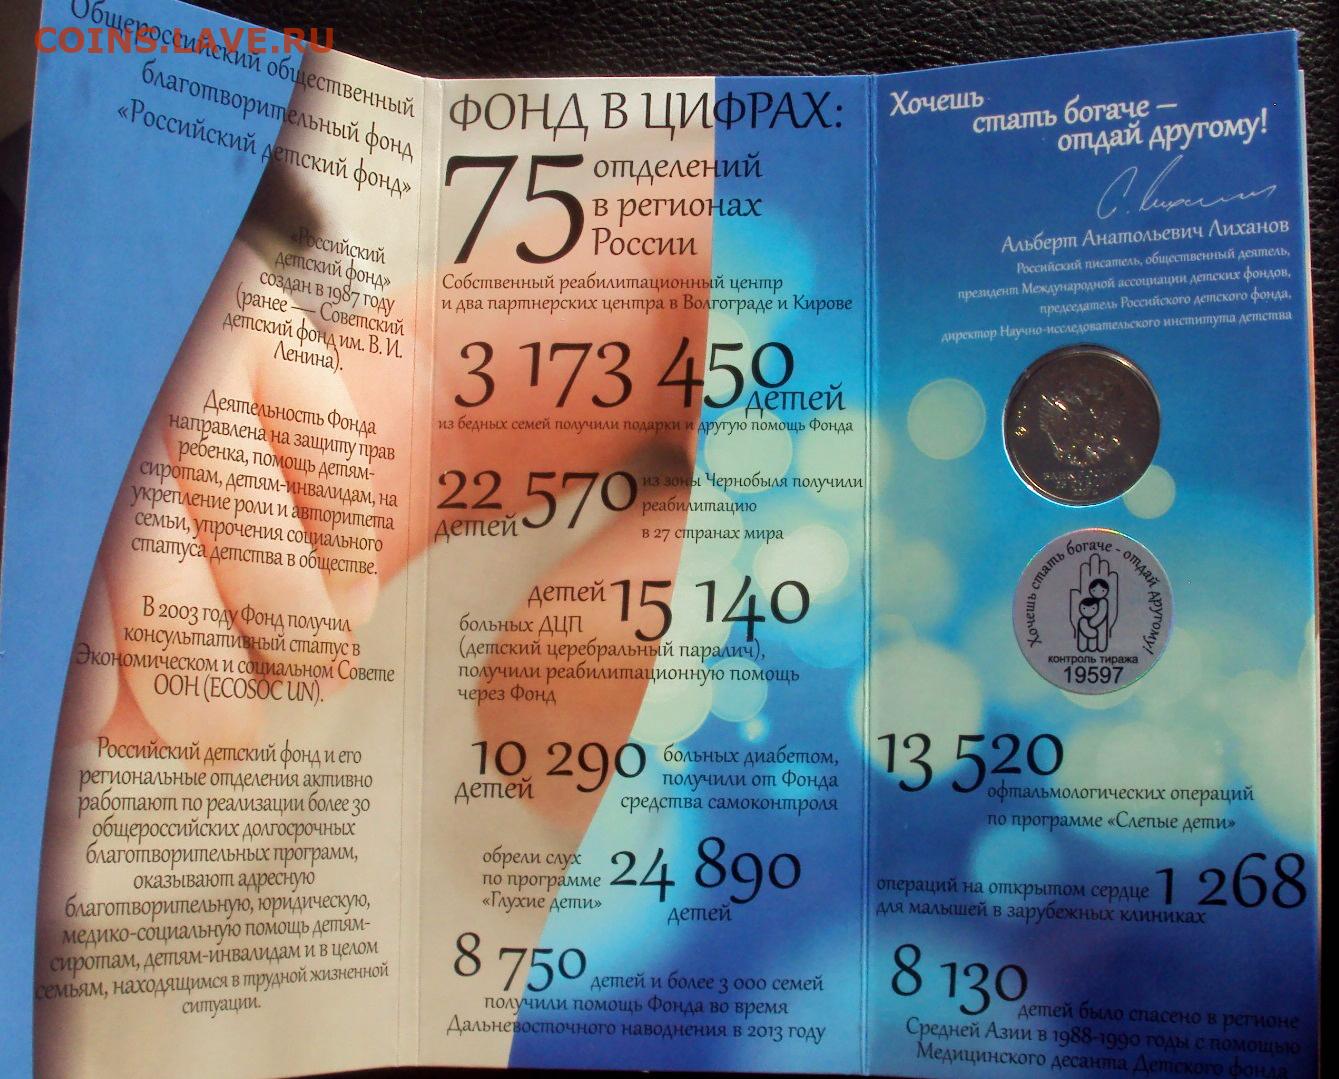 COINS.LAVE.RU
Общероссийский общественный
благотворительный фонд
«Российский детский фонд»
«Российский
детский фонд»
создан в 1987 году
(ранее — Советский
детский фонд им. В. И.
Ленина).
Деятельность Фонда
направлена на защиту прав
ребенка, помощь детям-
сиротам, детям-инвалидам, на
укрепление роли и авторитета
семьи, упрочения социального
статуса детства в обществе.
В 2003 году Фонд получил
консультативный статус в
Экономическом и социальном Совете
ООН (ECOSOC UN).
Российский детский фонд и его
региональные отделения активно
работают по реализации более 30
общероссийских долгосрочных
благотворительных программ,
оказывают адресную
благотворительную, юридическую,
медико-социальную помощь детям-
сиротам, детям-инвалидам и в целом
семьям, находящимся в трудной жизненной
ситуации.
ФОНД В ЦИФРАХ:
75 отделений
в регионах
России
Собственный реабилитационный центр
и два партнерских центра в Волгограде и Кирове
3 173 450
детей
из бедных семей получили подарки и другую помощь Фонда
22 570
детей
из зоны Чернобыля получили
реабилитацию
в 27 странах мира
детей 15 140
больных ДЦП
(детский церебральный паралич),
получили реабилитационную помощь
через Фонд
10 290
детей
больных диабетом,
получили от Фонда
средства самоконтроля
обрели слух
по программе
«Глухие дети»
24 890
детей
8 750 детей и более 3 000 семей
получили помощь Фонда во время
Дальневосточного наводнения в 2013 году
Хочешь
стать богаче –
отдай другому!
Альберт Анатольевич Лиханов
Российский писатель, общественный деятель,
президент Международной ассоциации детских фондов,
председатель Российского детского фонда,
директор Научно-исследовательского института детства
Хочешь стать богаче - отдай другому!
контроль тиража
19597
13 520
офтальмологических операций
по программе «Слепые дети»
операций на открытом сердце 1 268
для малышей в зарубежных клиниках
8 130
детей было спасено в регионе
Средней Азии в 1988-1990 годы с помощью
Медицинского десанта Детского фонда